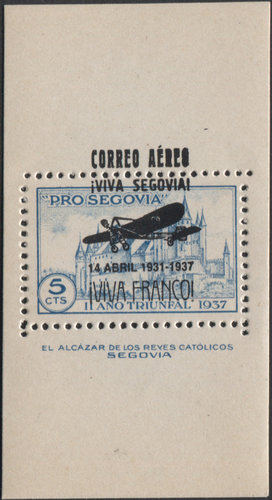 CORREO AÉREO
¡VIVA SEGOVIA!
"PRO SEGOVIA"
14 ABRIL 1931-1937
5
CTS
¡VIVA FRANCO!
II AÑO TRIUNFAL 1937
EL ALCÁZAR DE LOS REYES CATÓLICOS
SEGOVIA